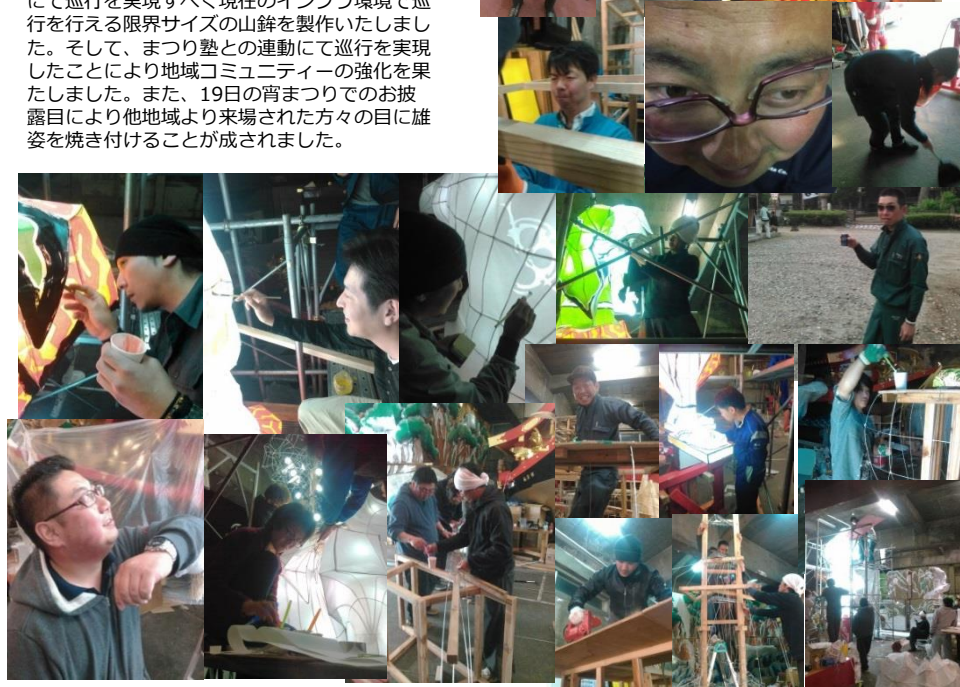 にて巡行を実現すべく現在のインフラ環境で巡
行を行える限界サイズの山鉾を製作いたしまし
た。そして、まつり塾との連動にて巡行を実現
したことにより地域コミュニティーの強化を果
たしました。また、19日の宵まつりでのお披
露目により他地域より来場された方々の目に雄
姿を焼き付けることが成されました。